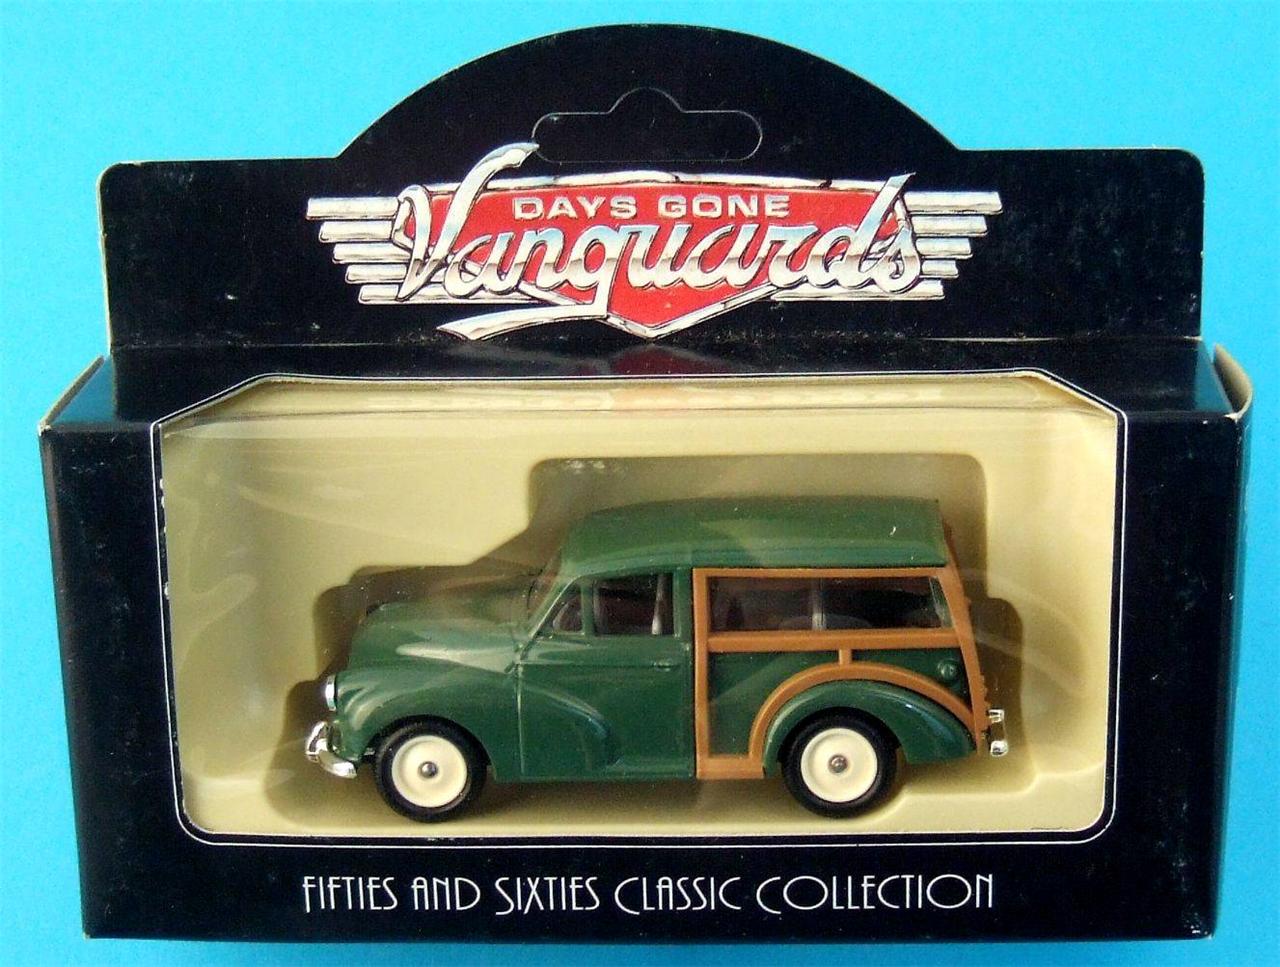 DAYS GONE
Vanguards
FIFTIES AND SIXTIES CLASSIC COLLECTION